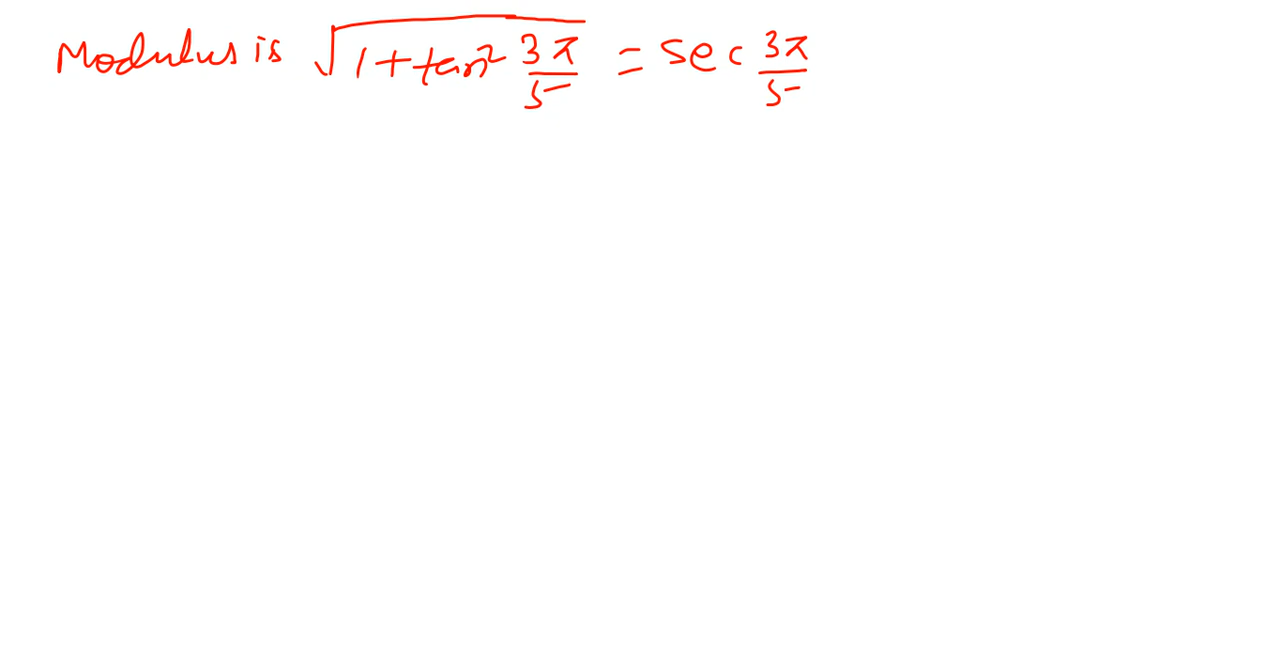 Modulus is √(1+tan² 3π/5) = sec 3π/5